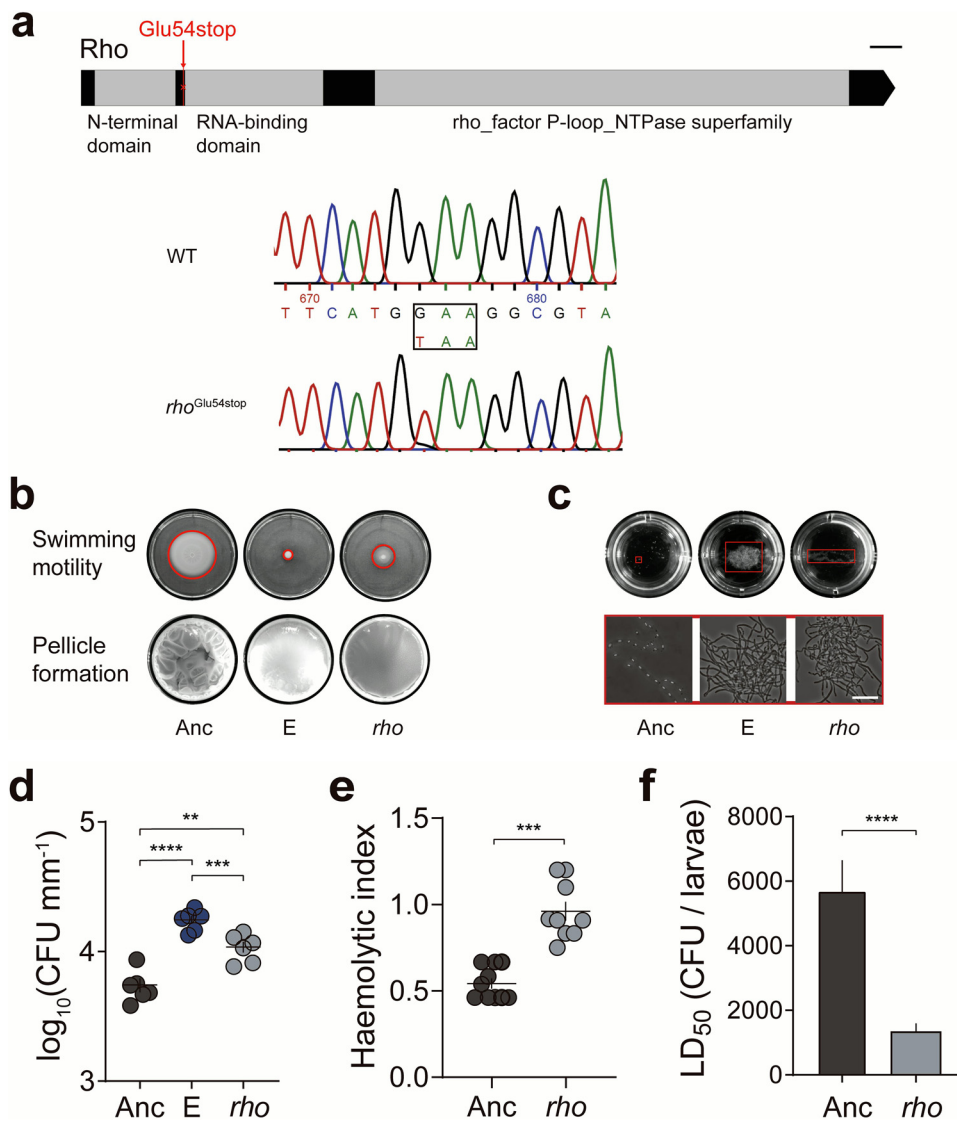 a
Glu54stop
Rho
N-terminal domain
RNA-binding domain
rho_factor P-loop_NTPase superfamily
WT
670
680
T T C A T G G A A G G C G T A
T A A
rhoGlu54stop
b
Swimming motility
Pellicle formation
Anc E rho
c
Anc E rho
d
log10(CFU mm-1)
5
4
3
**
****
***
Anc E rho
e
Haemolytic index
1.5
1.0
0.5
0.0
***
Anc rho
f
LD50 (CFU / larvae)
8000
6000
4000
2000
0
****
Anc rho